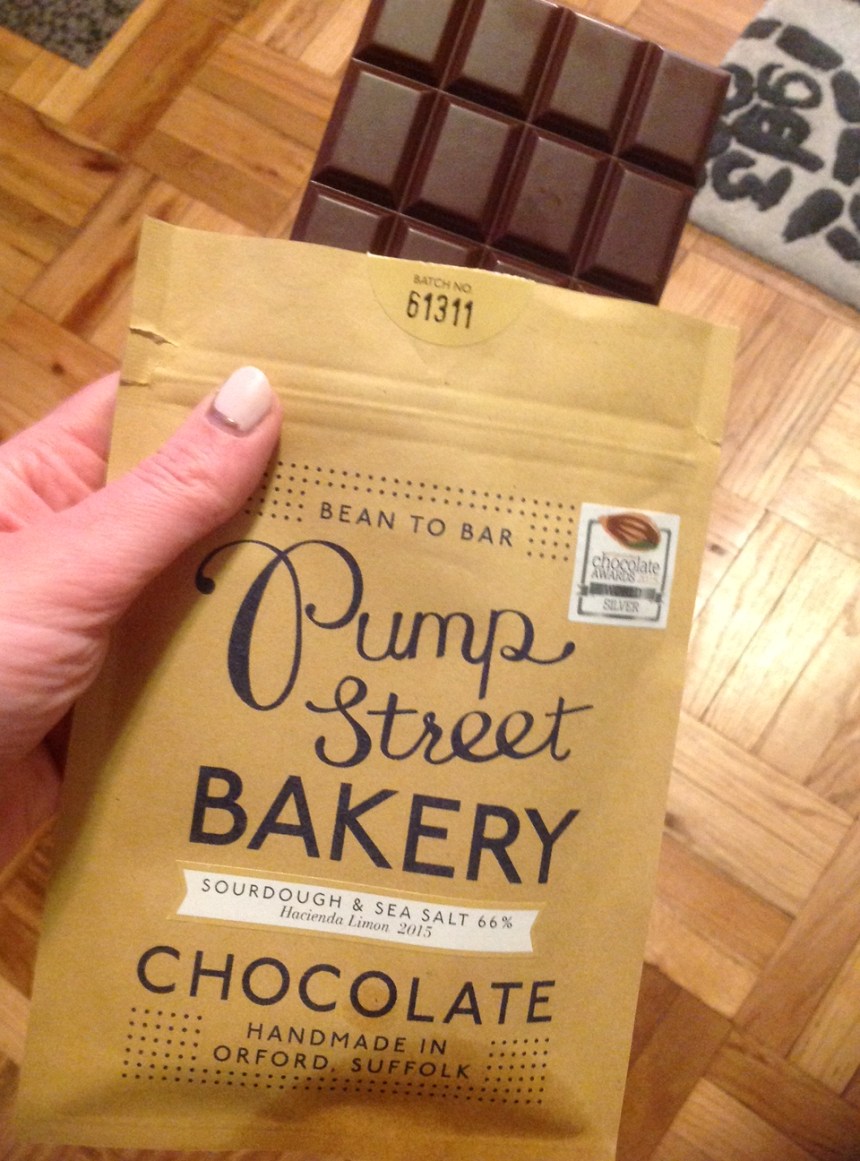 BATCH NO.
61311
BEAN TO BAR
chocolate
AWARDS
WORLD
SILVER
Pump
Street
BAKERY
SOURDOUGH & SEA SALT 66%
Hacienda Limon 2015
CHOCOLATE
HANDMADE IN
ORFORD, SUFFOLK